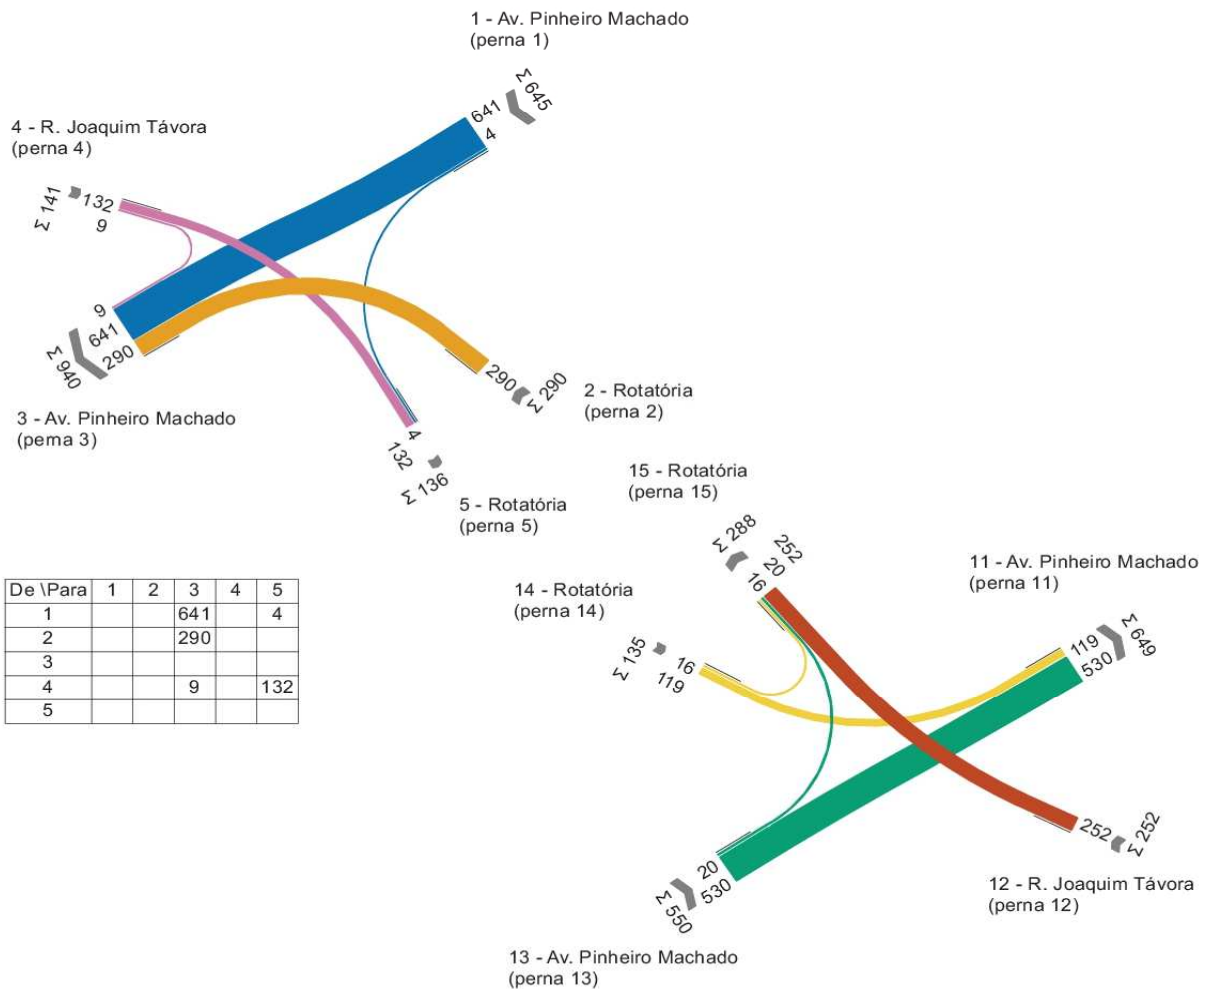 1 - Av. Pinheiro Machado
(perna 1)
Σ 645
641
4
4 - R. Joaquim Távora
(perna 4)
Σ 141
132
9
9
641
290
Σ 940
3 - Av. Pinheiro Machado
(perna 3)
290
Σ 290
2 - Rotatória
(perna 2)
4
132
Σ 136
5 - Rotatória
(perna 5)
15 - Rotatória
(perna 15)
Σ 288
252
20
16
14 - Rotatória
(perna 14)
Σ 135
16
119
11 - Av. Pinheiro Machado
(perna 11)
Σ 649
119
530
De \Para 1 2 3 4 5
1 641 4
2 290
3
4 9 132
5
252
Σ 252
12 - R. Joaquim Távora
(perna 12)
20
530
Σ 550
13 - Av. Pinheiro Machado
(perna 13)